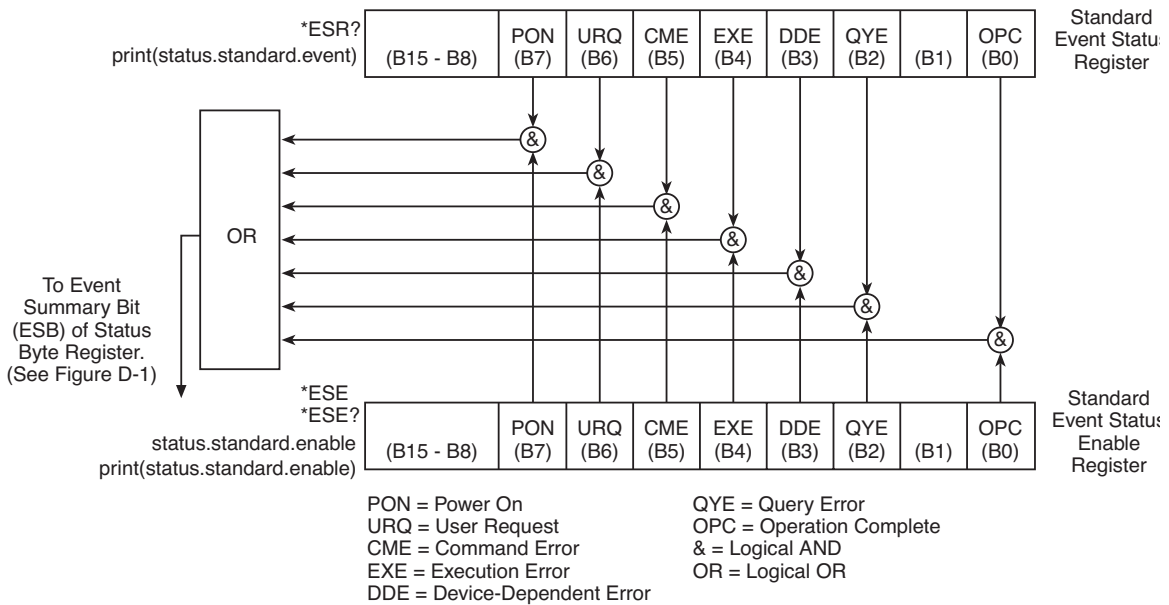 *ESR?
print(status.standard.event)
(B15 - B8)
PON
(B7)
URQ
(B6)
CME
(B5)
EXE
(B4)
DDE
(B3)
QYE
(B2)
(B1)
OPC
(B0)
Standard
Event Status
Register
&
&
&
&
&
&
&
OR
To Event
Summary Bit
(ESB) of Status
Byte Register.
(See Figure D-1)
*ESE
*ESE?
status.standard.enable
print(status.standard.enable)
(B15 - B8)
PON
(B7)
URQ
(B6)
CME
(B5)
EXE
(B4)
DDE
(B3)
QYE
(B2)
(B1)
OPC
(B0)
Standard
Event Status
Enable
Register
PON = Power On
URQ = User Request
CME = Command Error
EXE = Execution Error
DDE = Device-Dependent Error
QYE = Query Error
OPC = Operation Complete
& = Logical AND
OR = Logical OR